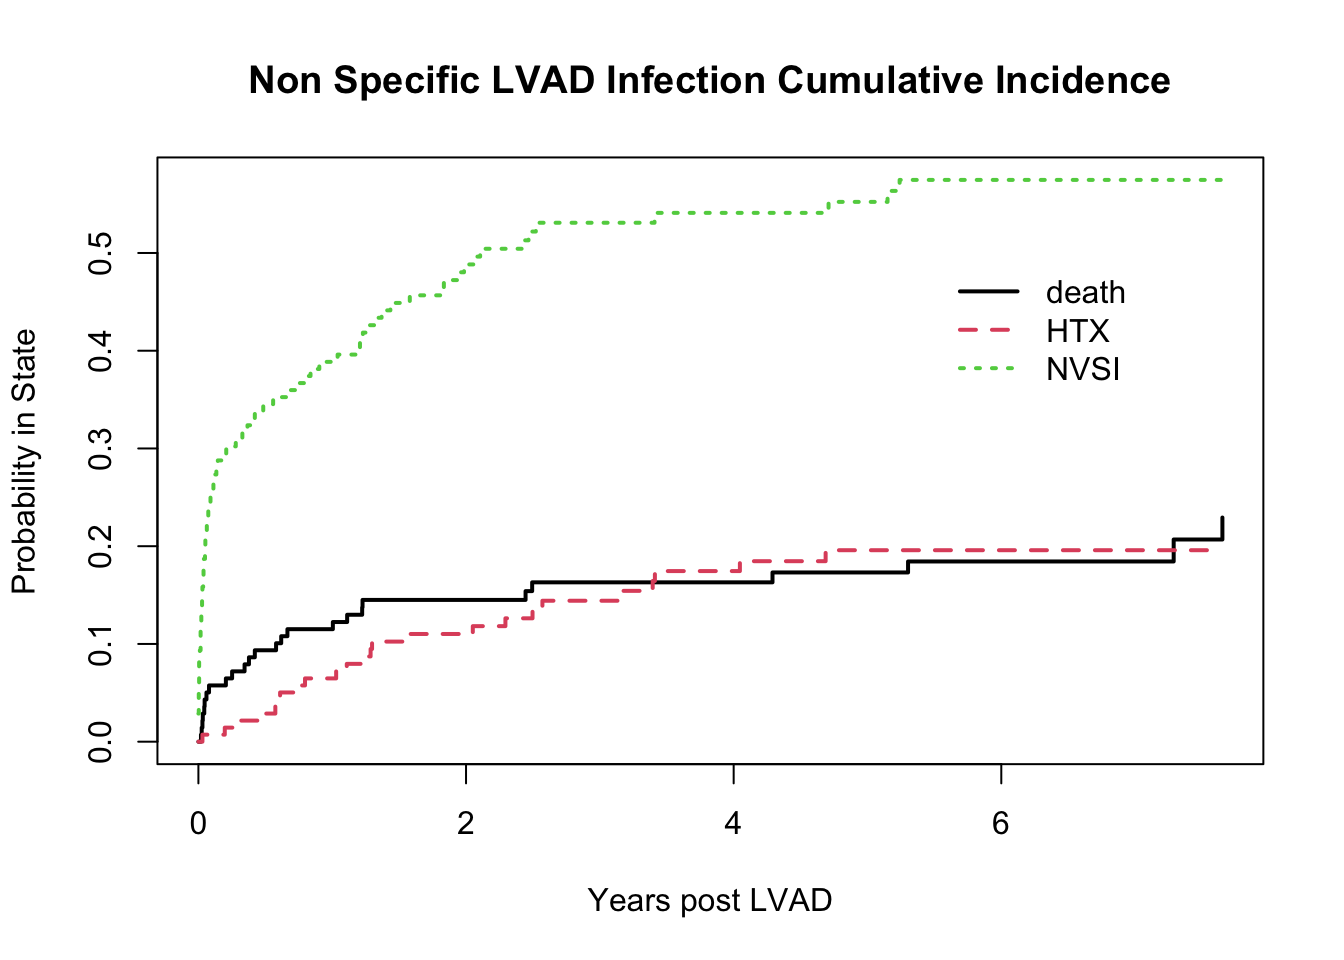 Non Specific LVAD Infection Cumulative Incidence
Probability in State
0.5
0.4
0.3
0.2
0.1
0.0
death
HTX
NVSI
0 2 4 6
Years post LVAD